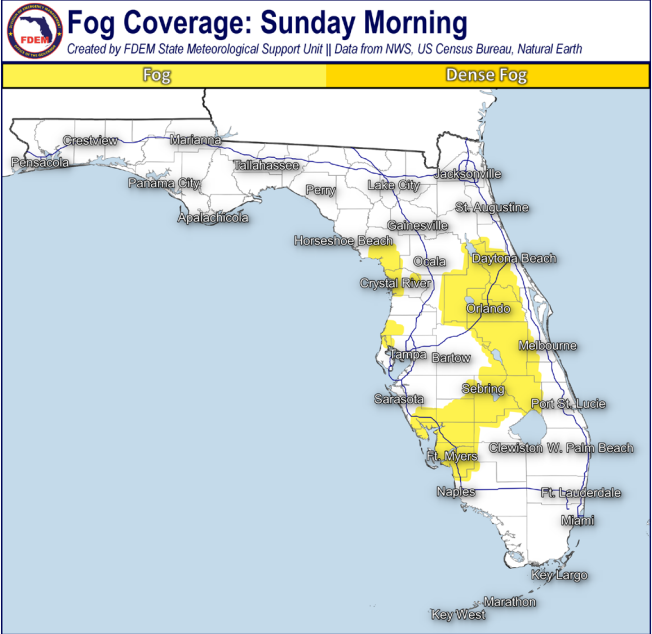 Fog Coverage: Sunday Morning
FDEM
Created by FDEM State Meteorological Support Unit || Data from NWS, US Census Bureau, Natural Earth
Fog Dense Fog
Crestview Marianna
Pensacola Tallahassee Jacksonville
Panama City Perry Lake City
Apalachicola St. Augustine
Gainesville
Horseshoe Beach
Ocala Daytona Beach
Crystal River
Orlando
Tampa Bartow Melbourne
Sebring
Sarasota Port St. Lucie
Ft. Myers Clewiston W. Palm Beach
Naples Ft. Lauderdale
Miami
Key Largo
Marathon
Key West